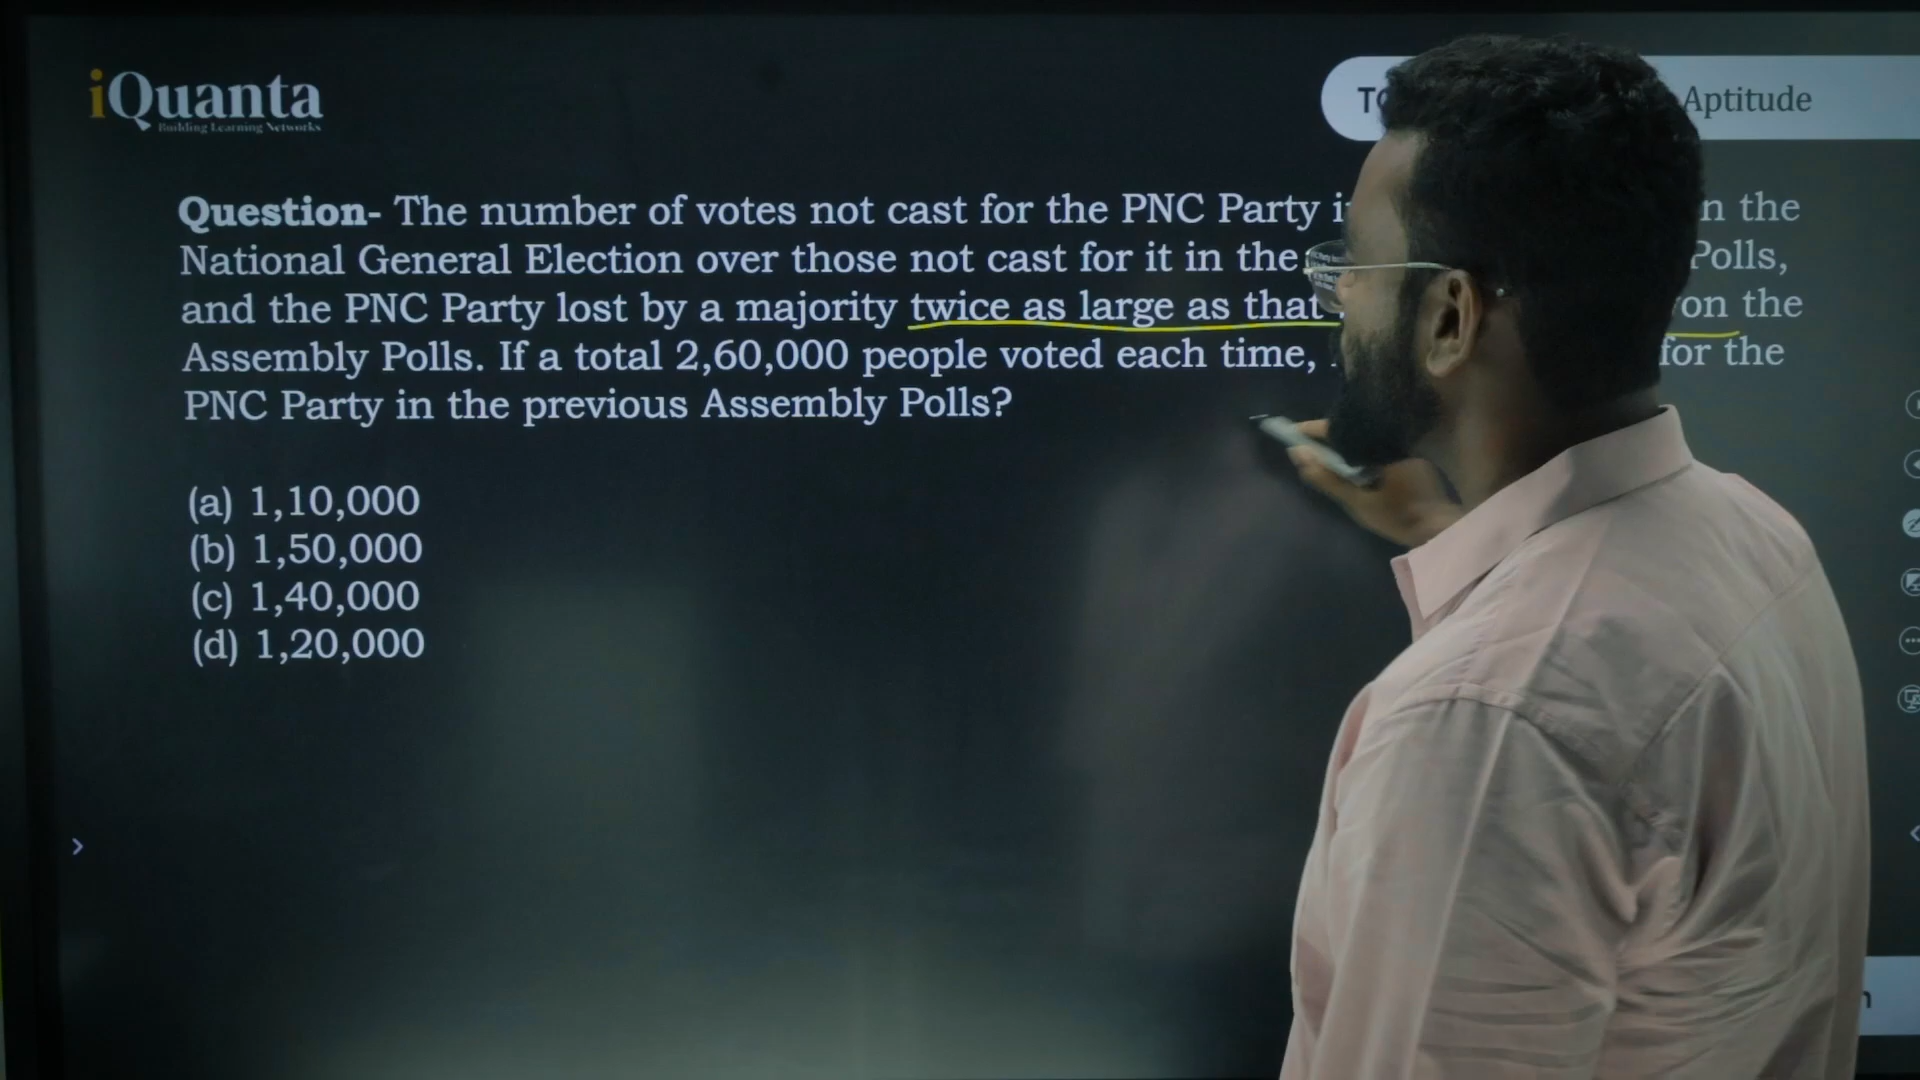 iQuanta
Building Learning Networks
Aptitude
Question- The number of votes not cast for the PNC Party in the
National General Election over those not cast for it in the Polls,
and the PNC Party lost by a majority twice as large as that the
Assembly Polls. If a total 2,60,000 people voted each time, for the
PNC Party in the previous Assembly Polls?
(a) 1,10,000
(b) 1,50,000
(c) 1,40,000
(d) 1,20,000